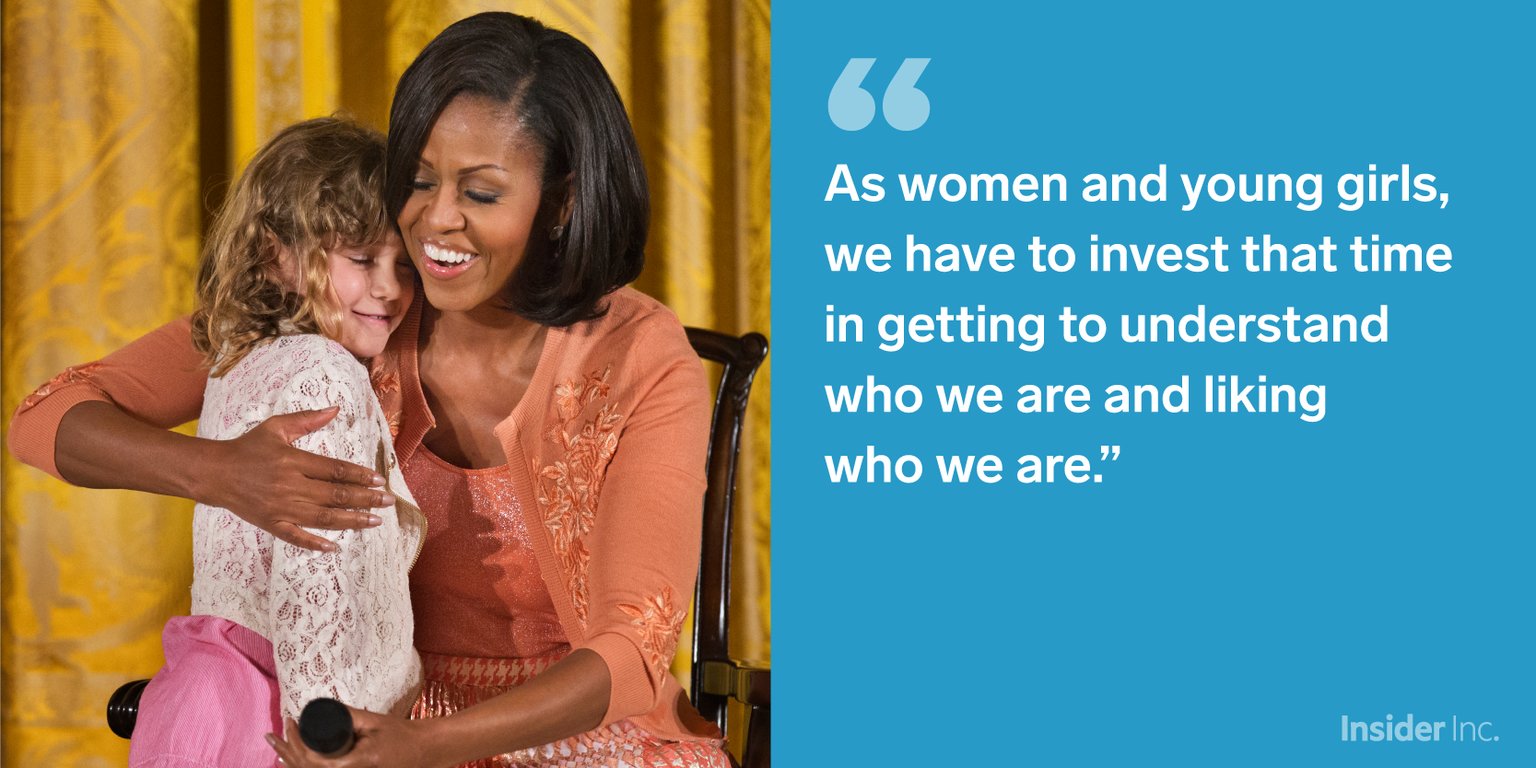 “
As women and young girls,
we have to invest that time
in getting to understand
who we are and liking
who we are.”
Insider Inc.